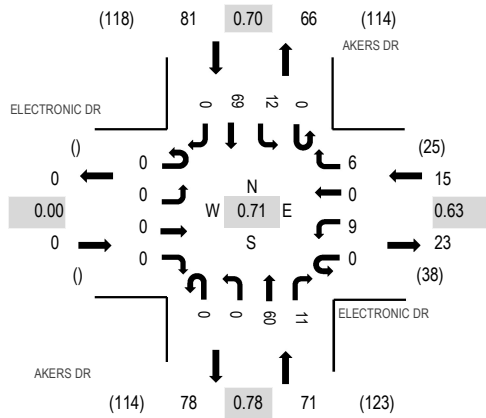 (118) 81 0.70 66 (114)
AKERS DR
ELECTRONIC DR
0 69 12 0
() 0 6 (25)
0 0 0 15
N
0.00 W 0.71 E 0.63
0 9
S
0 0 0 23
() (38)
0 0 60 11
ELECTRONIC DR
AKERS DR
(114) 78 0.78 71 (123)